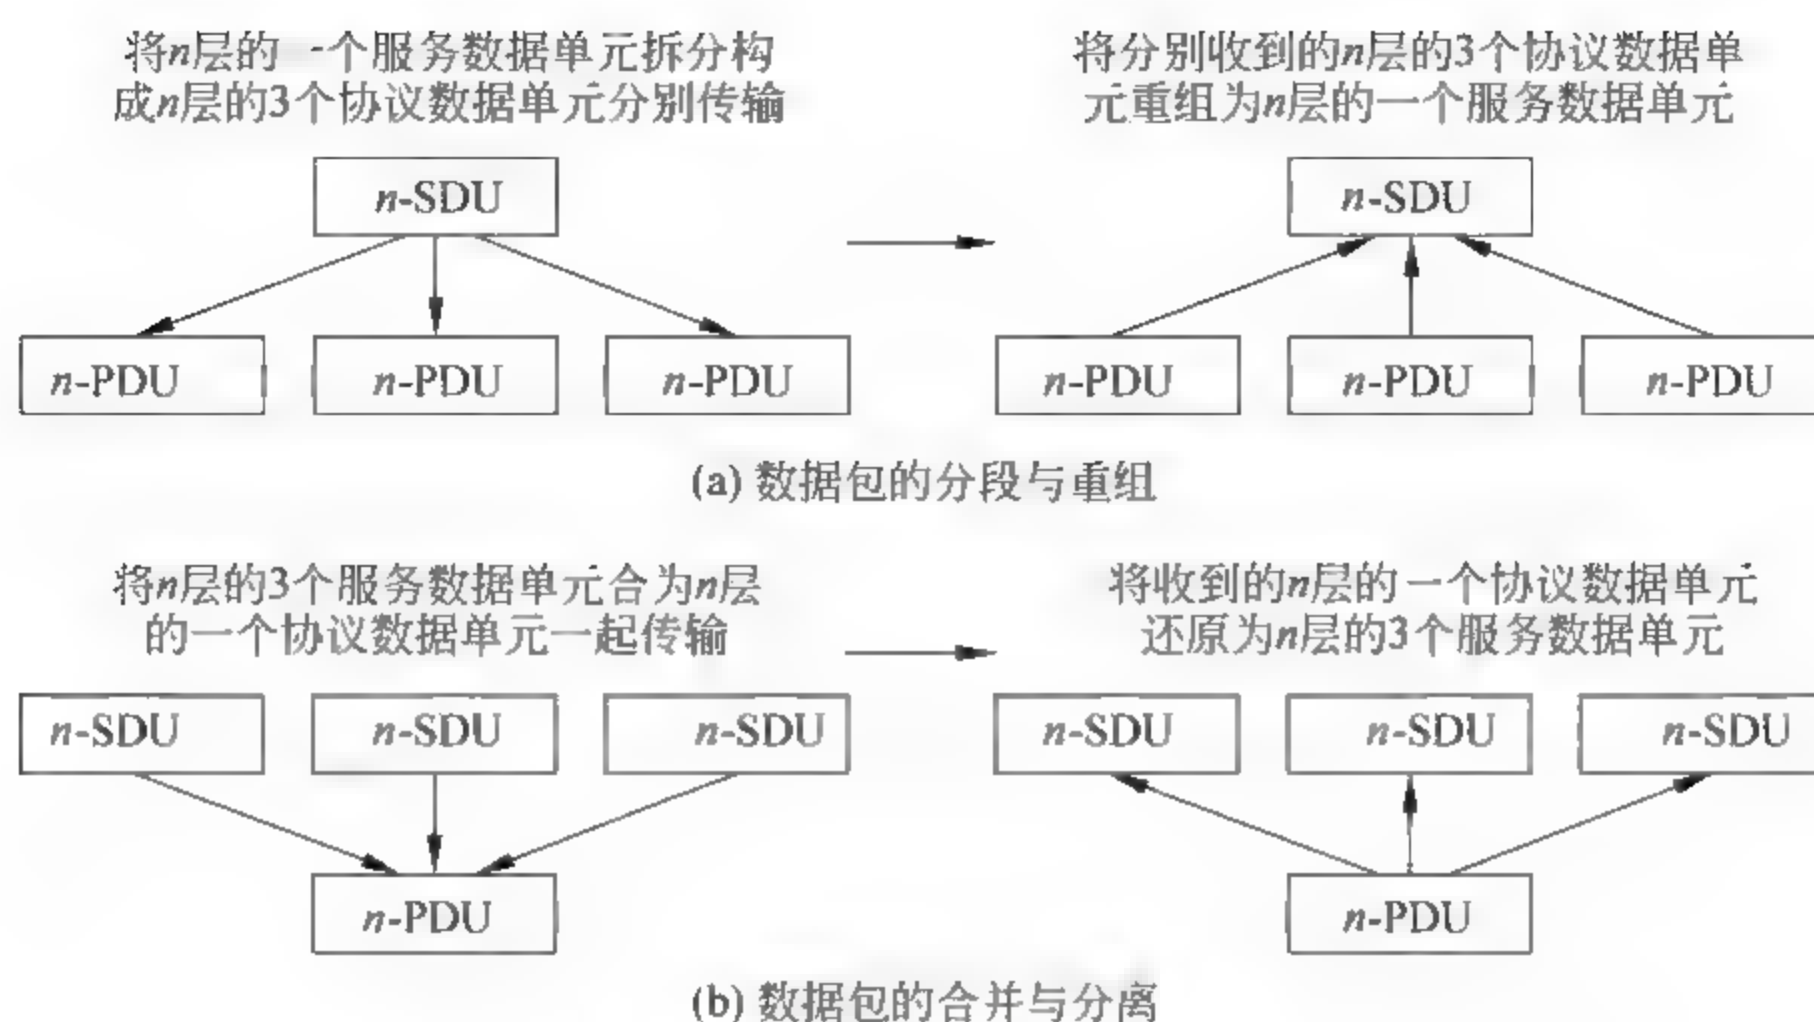 将n层的一个服务数据单元拆分构
成n层的3个协议数据单元分别传输
将分别收到的n层的3个协议数据单
元重组为n层的一个服务数据单元
n-SDU
n-SDU
n-PDU
n-PDU
n-PDU
n-PDU
n-PDU
n-PDU
(a) 数据包的分段与重组
将n层的3个服务数据单元合为n层
的一个协议数据单元一起传输
将收到的n层的一个协议数据单元
还原为n层的3个服务数据单元
n-SDU
n-SDU
n-SDU
n-SDU
n-SDU
n-SDU
n-PDU
n-PDU
(b) 数据包的合并与分离